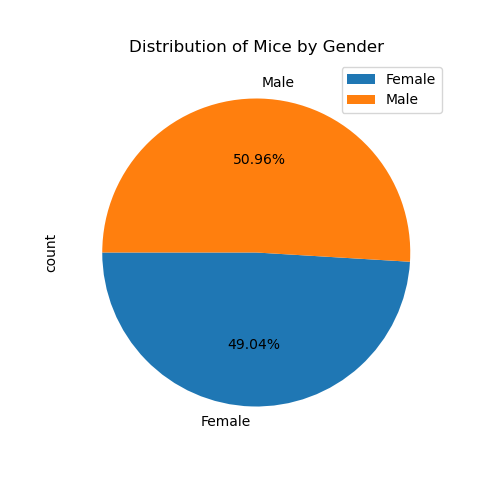 Distribution of Mice by Gender
Male
Female
Male
50.96%
count
49.04%
Female